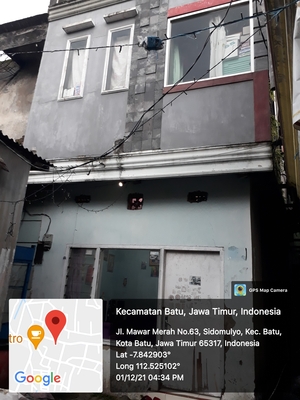 GPS Map Camera
Kecamatan Batu, Jawa Timur, Indonesia
Jl. Mawar Merah No.63, Sidomulyo, Kec. Batu,
Kota Batu, Jawa Timur 65317, Indonesia
Lat -7.842903°
Long 112.525102°
01/12/21 04:34 PM
tro
Google